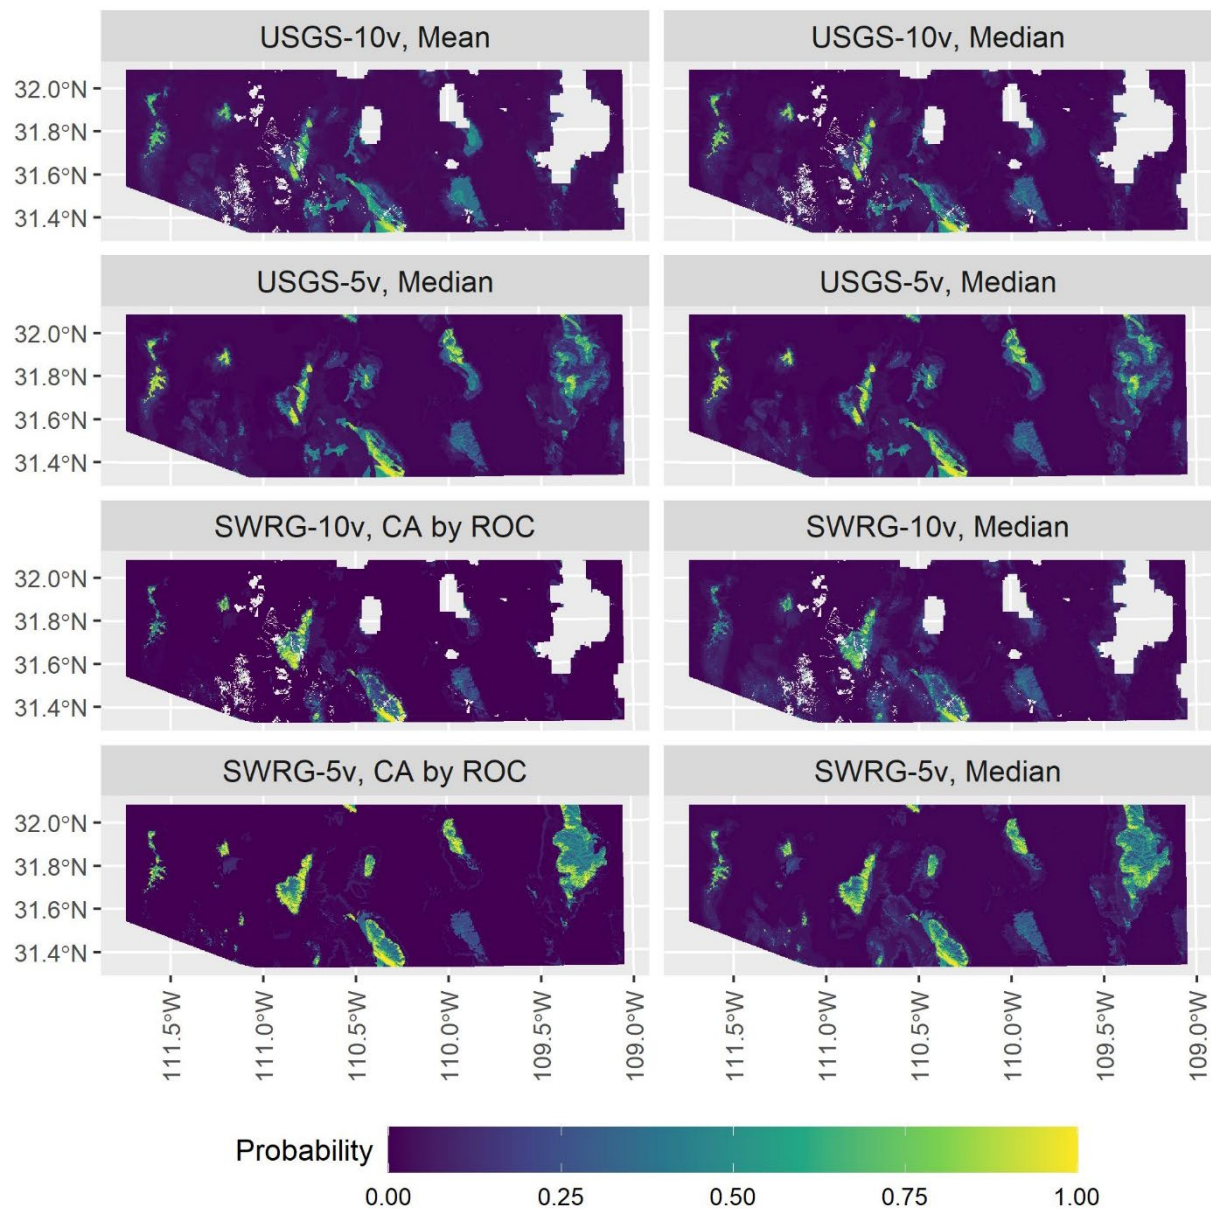 USGS-10v, Mean
USGS-10v, Median
32.0°N
31.8°N
31.6°N
31.4°N
USGS-5v, Median
USGS-5v, Median
32.0°N
31.8°N
31.6°N
31.4°N
SWRG-10v, CA by ROC
SWRG-10v, Median
32.0°N
31.8°N
31.6°N
31.4°N
SWRG-5v, CA by ROC
SWRG-5v, Median
32.0°N
31.8°N
31.6°N
31.4°N
111.5°W
111.0°W
110.5°W
110.0°W
109.5°W
109.0°W
111.5°W
111.0°W
110.5°W
110.0°W
109.5°W
109.0°W
Probability
0.00 0.25 0.50 0.75 1.00